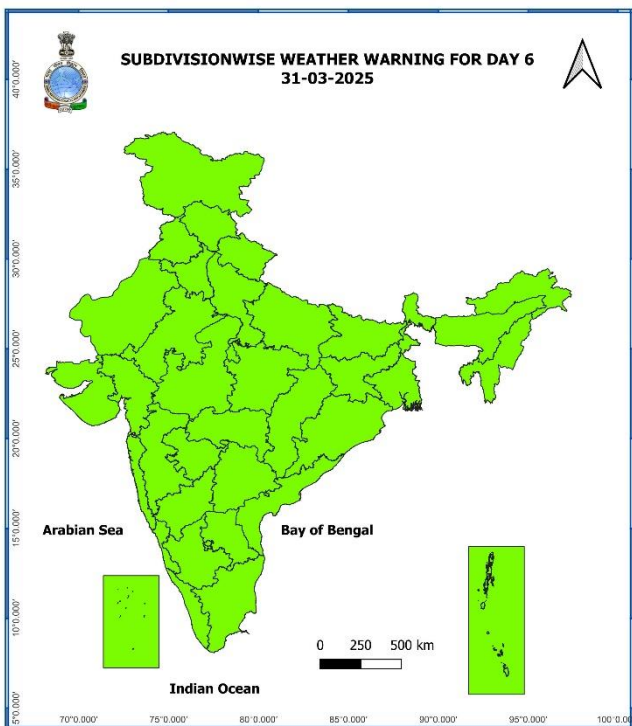 SUBDIVISIONWISE WEATHER WARNING FOR DAY 6
31-03-2025
40°0.000'
35°0.000'
30°0.000'
25°0.000'
20°0.000'
15°0.000'
10°0.000'
5°0.000'
Arabian Sea
Bay of Bengal
0 250 500 km
Indian Ocean
70°0.000' 75°0.000' 80°0.000' 85°0.000' 90°0.000' 95°0.000' 100°0.0